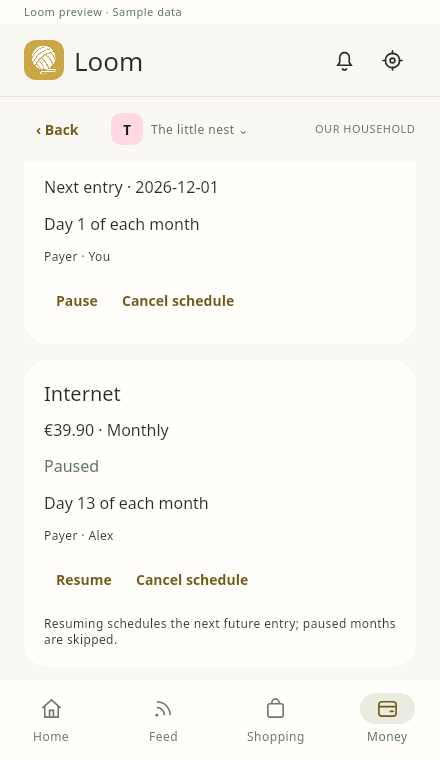 Loom preview · Sample data
Loom
‹ Back
T
The little nest ⌄
OUR HOUSEHOLD
Next entry · 2026-12-01
Day 1 of each month
Payer · You
Pause
Cancel schedule
Internet
€39.90 · Monthly
Paused
Day 13 of each month
Payer · Alex
Resume
Cancel schedule
Resuming schedules the next future entry; paused months
are skipped.
Home
Feed
Shopping
Money